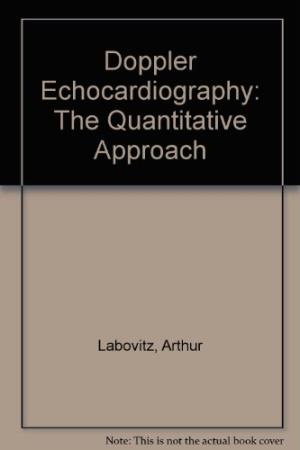 Doppler
Echocardiography:
The Quantitative
Approach
Labovitz, Arthur
Note: This is not the actual book cover